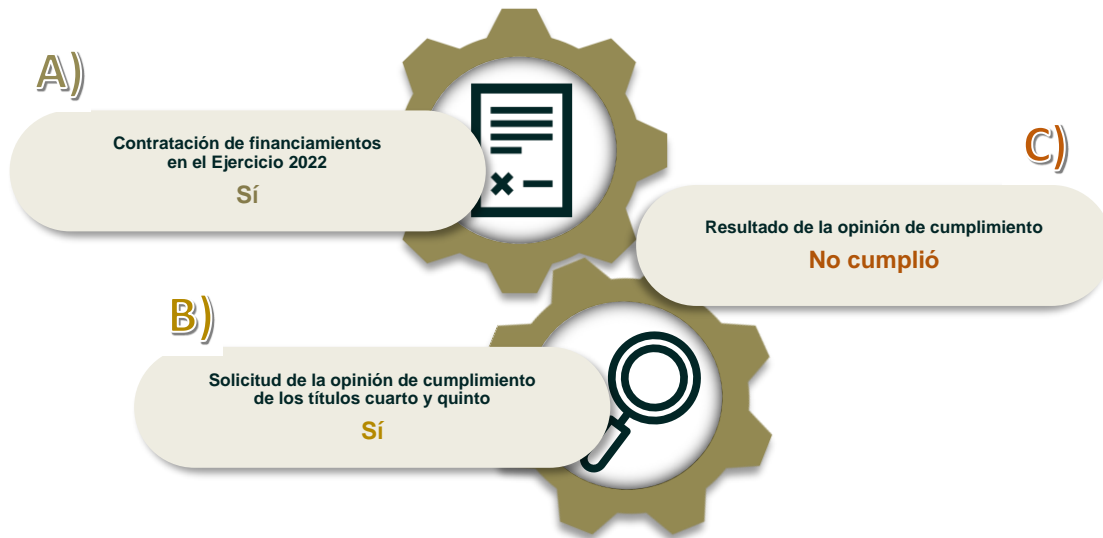 A)
Contratación de financiamientos
en el Ejercicio 2022
Sí
B)
Solicitud de la opinión de cumplimiento
de los títulos cuarto y quinto
Sí
C)
Resultado de la opinión de cumplimiento
No cumplió